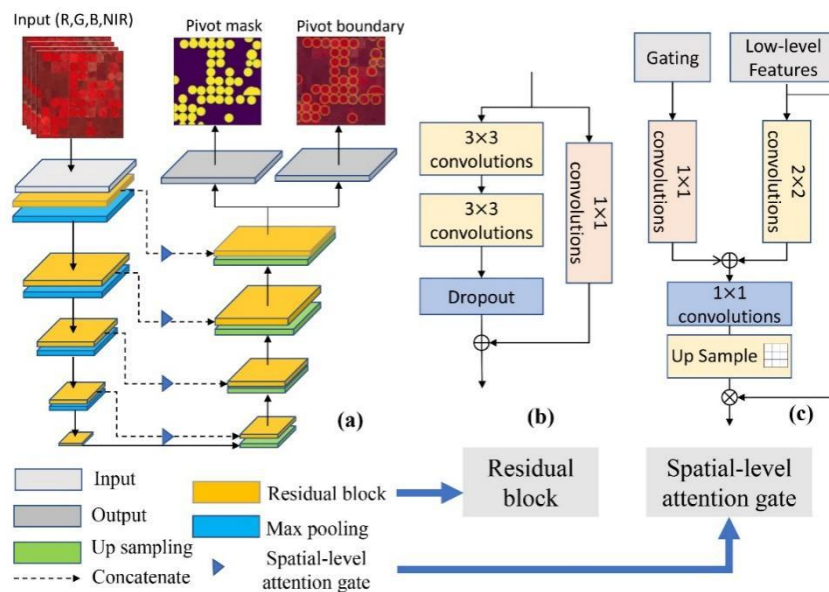 Input (R,G,B,NIR)
Pivot mask
Pivot boundary
(a)
3×3
convolutions
3×3
convolutions
Dropout
1×1
convolutions
(b)
Gating
Low-level
Features
1×1
convolutions
2×2
convolutions
1×1
convolutions
Up Sample
(c)
Input
Output
Up sampling
Concatenate
Residual block
Max pooling
Spatial-level
attention gate
Residual
block
Spatial-level
attention gate